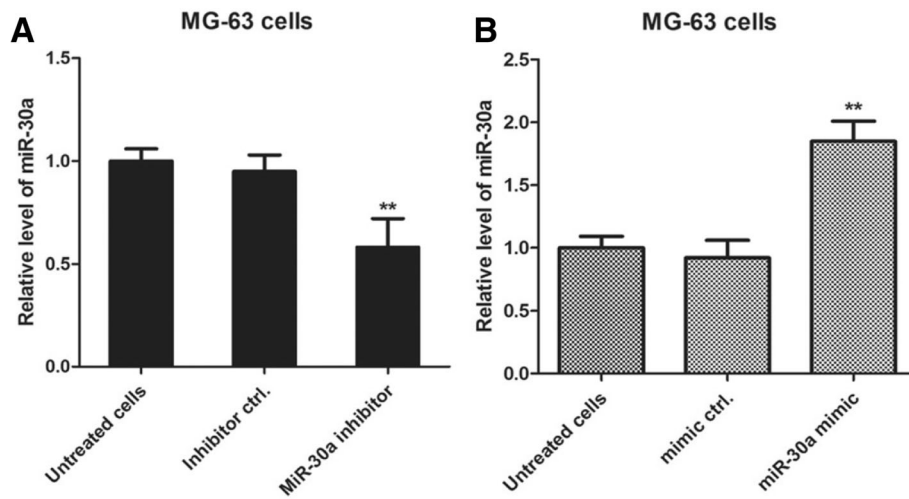 A
MG-63 cells
Relative level of miR-30a
1.5
1.0
0.5
0.0
**
Untreated cells
Inhibitor ctrl.
MiR-30a inhibitor
B
MG-63 cells
Relative level of miR-30a
2.5
2.0
1.5
1.0
0.5
0.0
**
Untreated cells
mimic ctrl.
miR-30a mimic